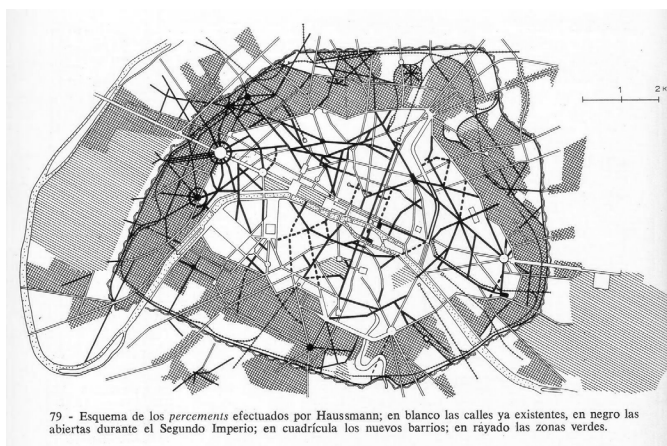 1 2 K
79 - Esquema de los percements efectuados por Haussmann; en blanco las calles ya existentes, en negro las
abiertas durante el Segundo Imperio; en cuadrícula los nuevos barrios; en rayado las zonas verdes.